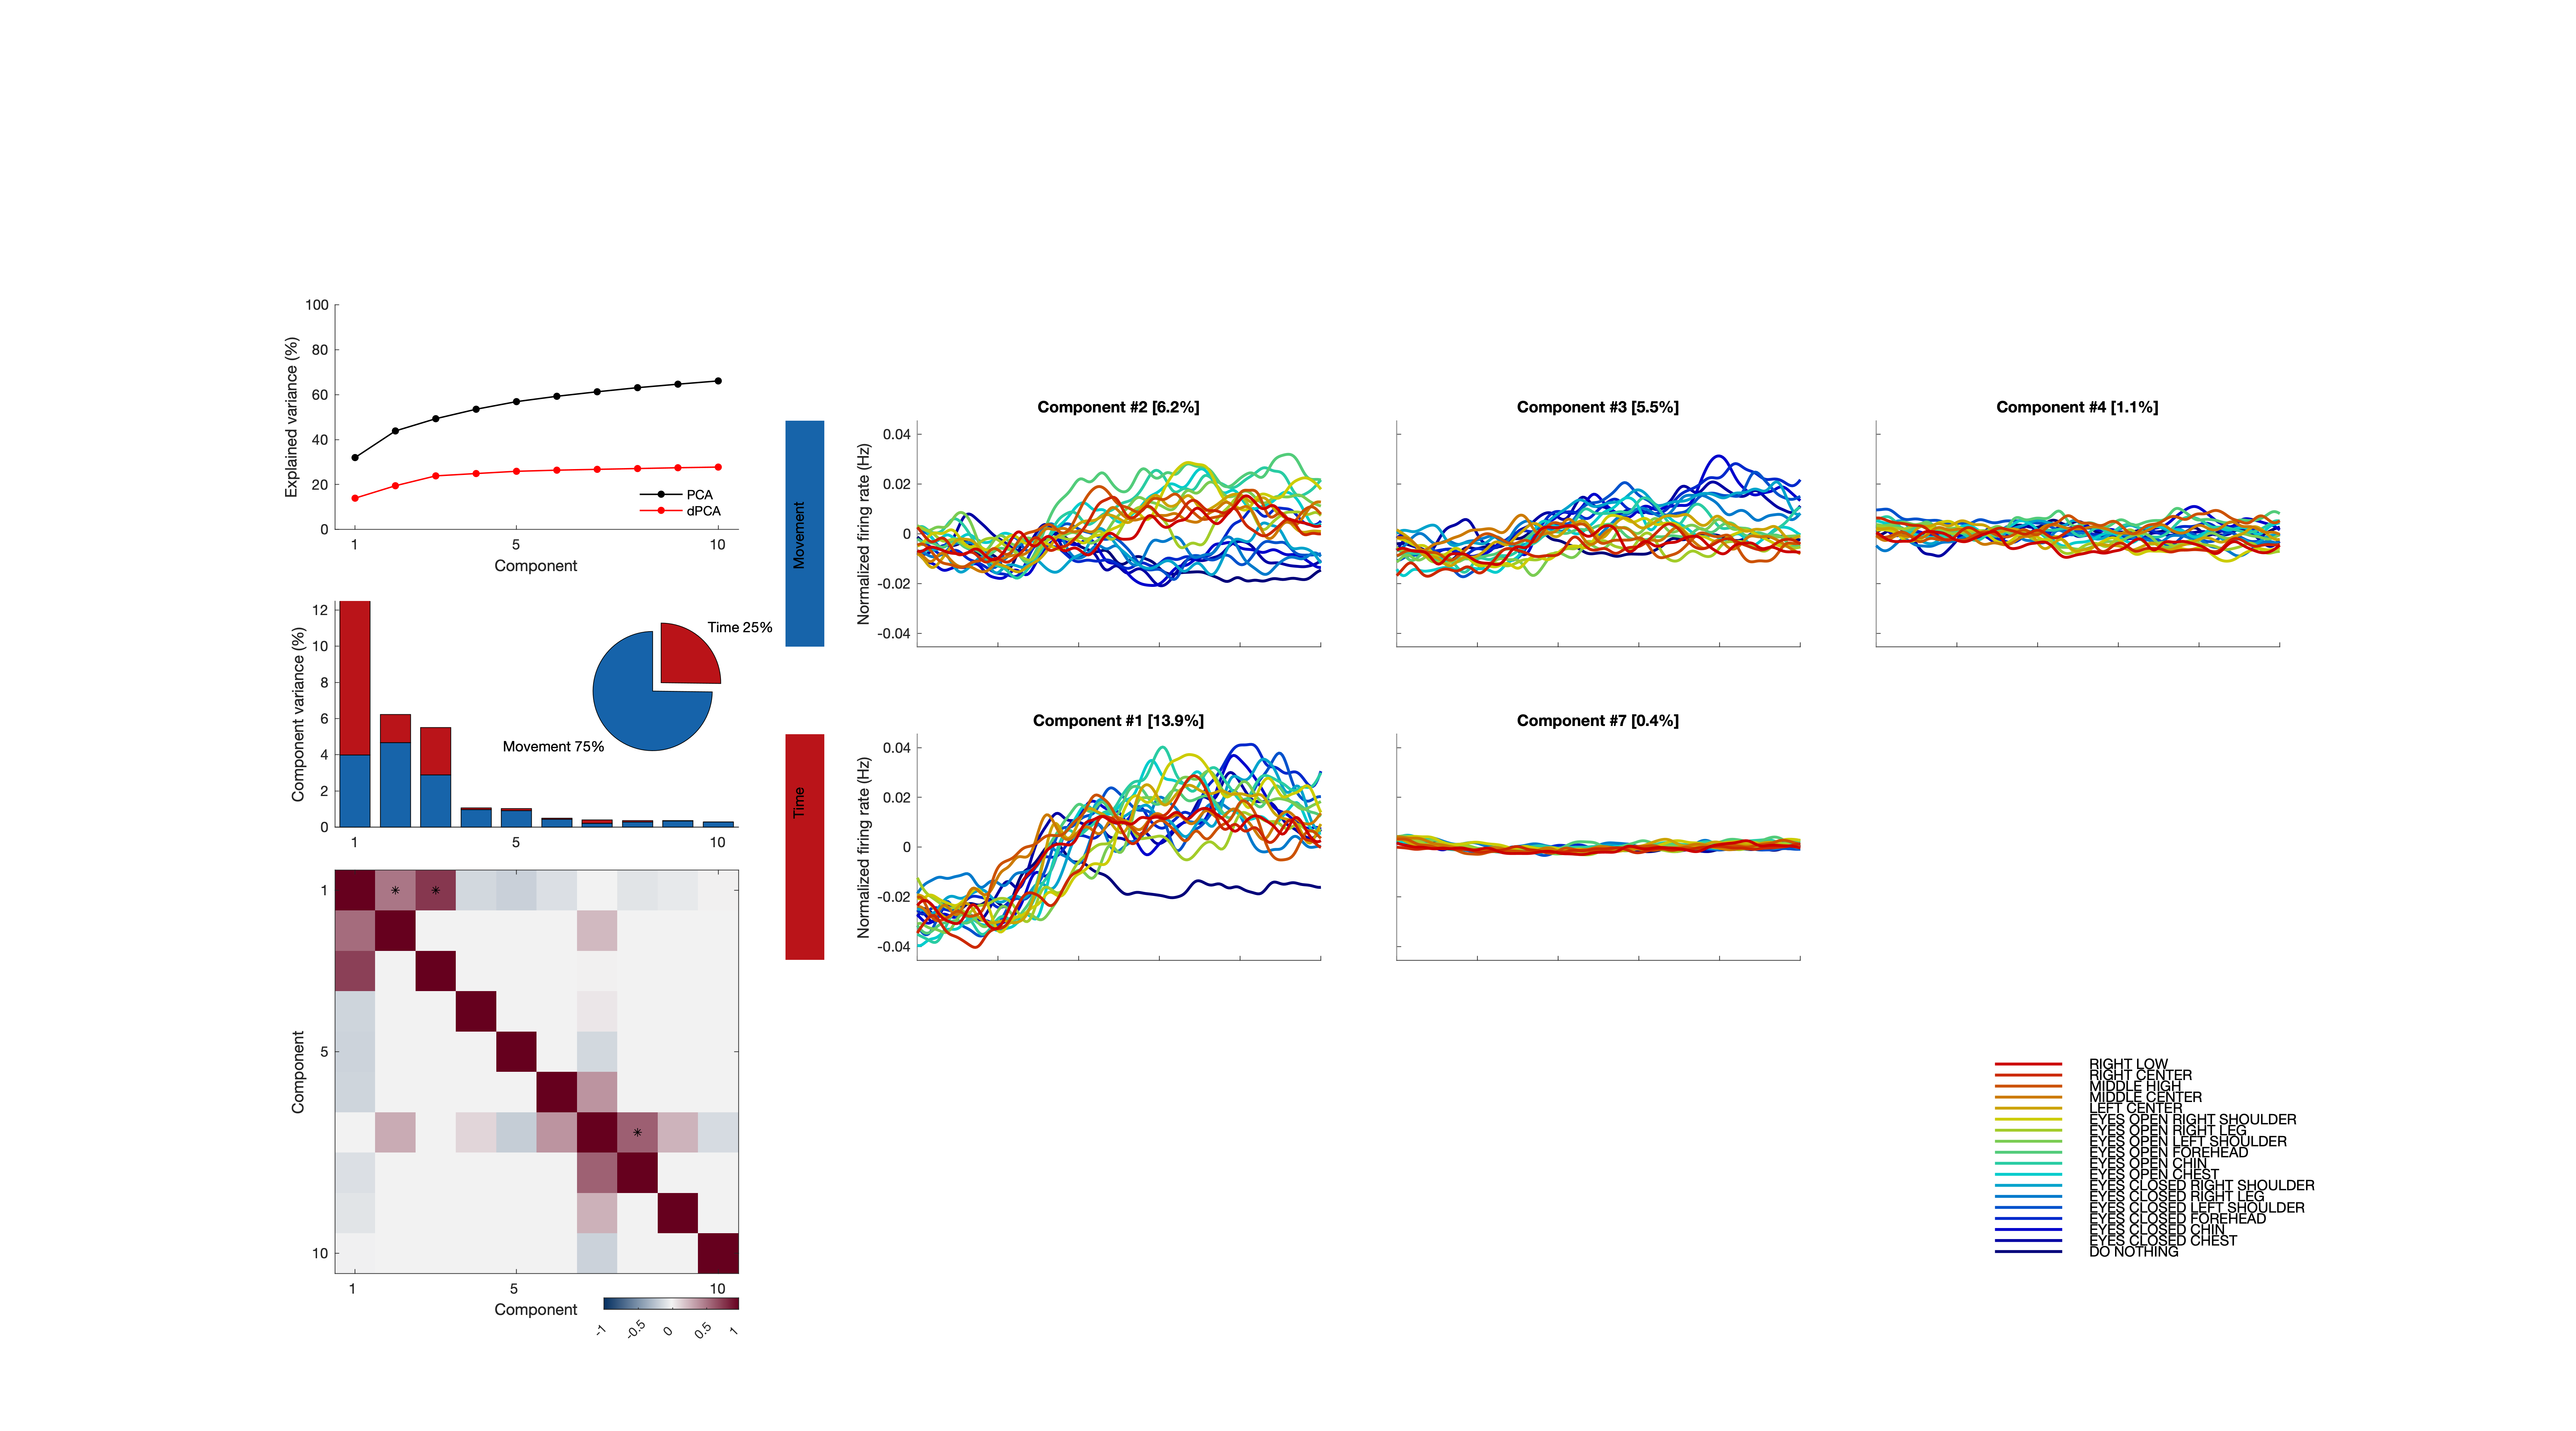 100
80
60
40
20
0
Explained variance (%)
1
5
10
Component
PCA
dPCA
12
10
8
6
4
2
0
Component variance (%)
1
5
10
Time 25%
Movement 75%
1
5
10
Component
1
5
10
Component
-1
-0.5
0
0.5
1
Movement
Component #2 [6.2%]
0.04
0.02
0
-0.02
-0.04
Normalized firing rate (Hz)
Component #3 [5.5%]
Component #4 [1.1%]
Time
Component #1 [13.9%]
0.04
0.02
0
-0.02
-0.04
Normalized firing rate (Hz)
Component #7 [0.4%]
RIGHT LOW
RIGHT CENTER
MIDDLE HIGH
MIDDLE CENTER
LEFT CENTER
EYES OPEN RIGHT SHOULDER
EYES OPEN RIGHT LEG
EYES OPEN LEFT SHOULDER
EYES OPEN FOREHEAD
EYES OPEN CHIN
EYES OPEN CHEST
EYES CLOSED RIGHT SHOULDER
EYES CLOSED RIGHT LEG
EYES CLOSED LEFT SHOULDER
EYES CLOSED FOREHEAD
EYES CLOSED CHIN
EYES CLOSED CHEST
DO NOTHING